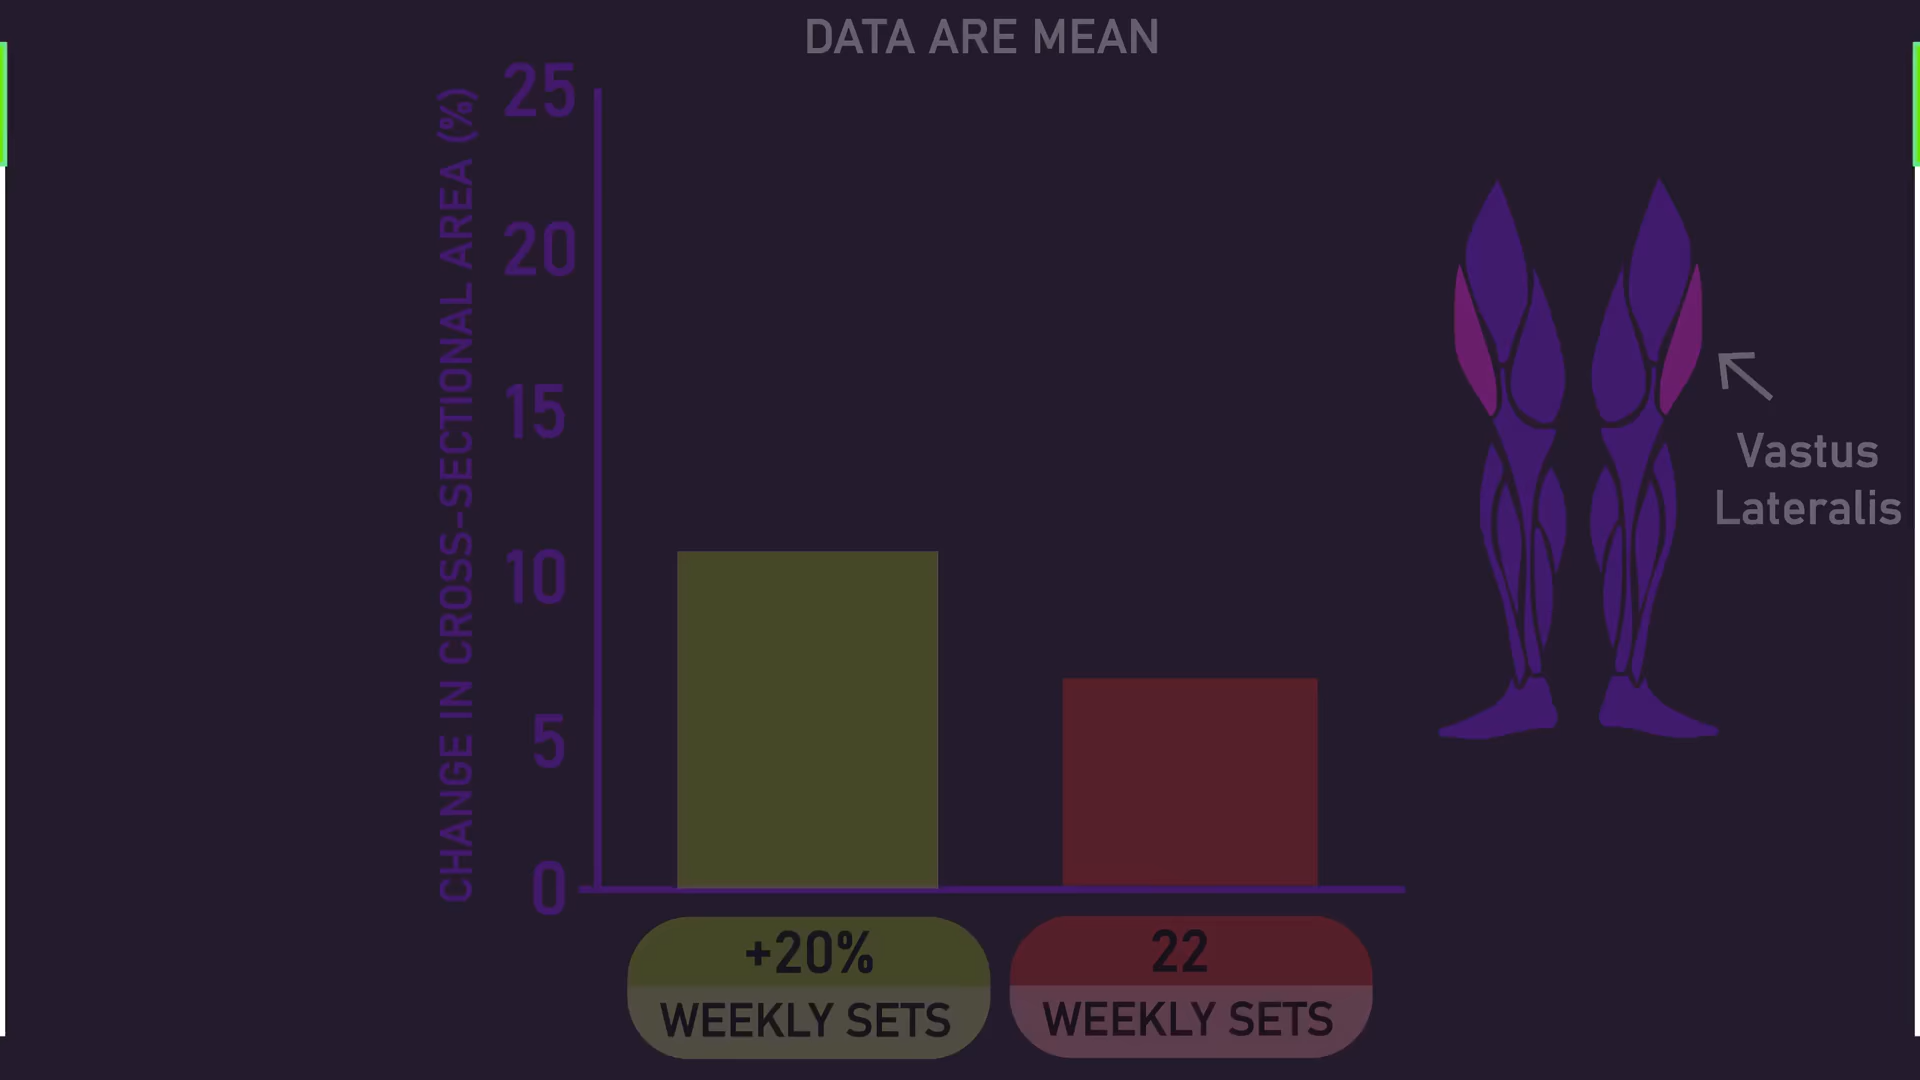 DATA ARE MEAN
CHANGE IN CROSS-SECTIONAL AREA (%)
25
20
15
10
5
0
Vastus
Lateralis
+20%
WEEKLY SETS
22
WEEKLY SETS